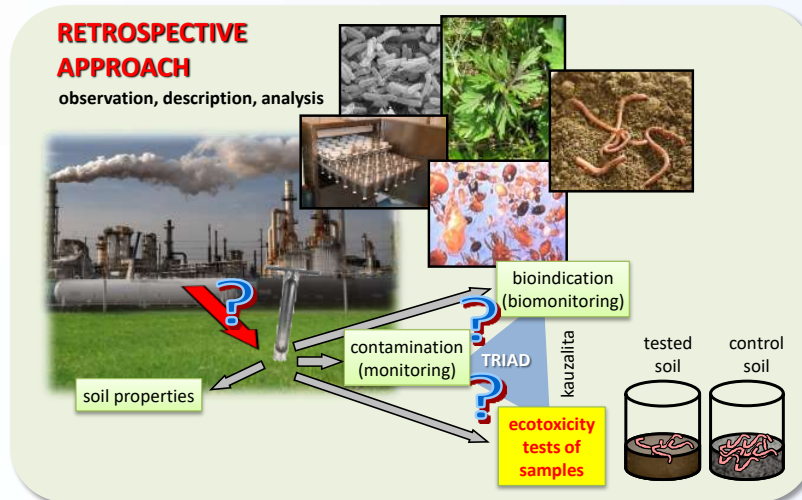 RETROSPECTIVE
APPROACH
observation, description, analysis
?
bioindication
(biomonitoring)
?
contamination
(monitoring)
TRIAD
kauzalita
tested
soil
control
soil
soil properties
?
ecotoxicity
tests of
samples